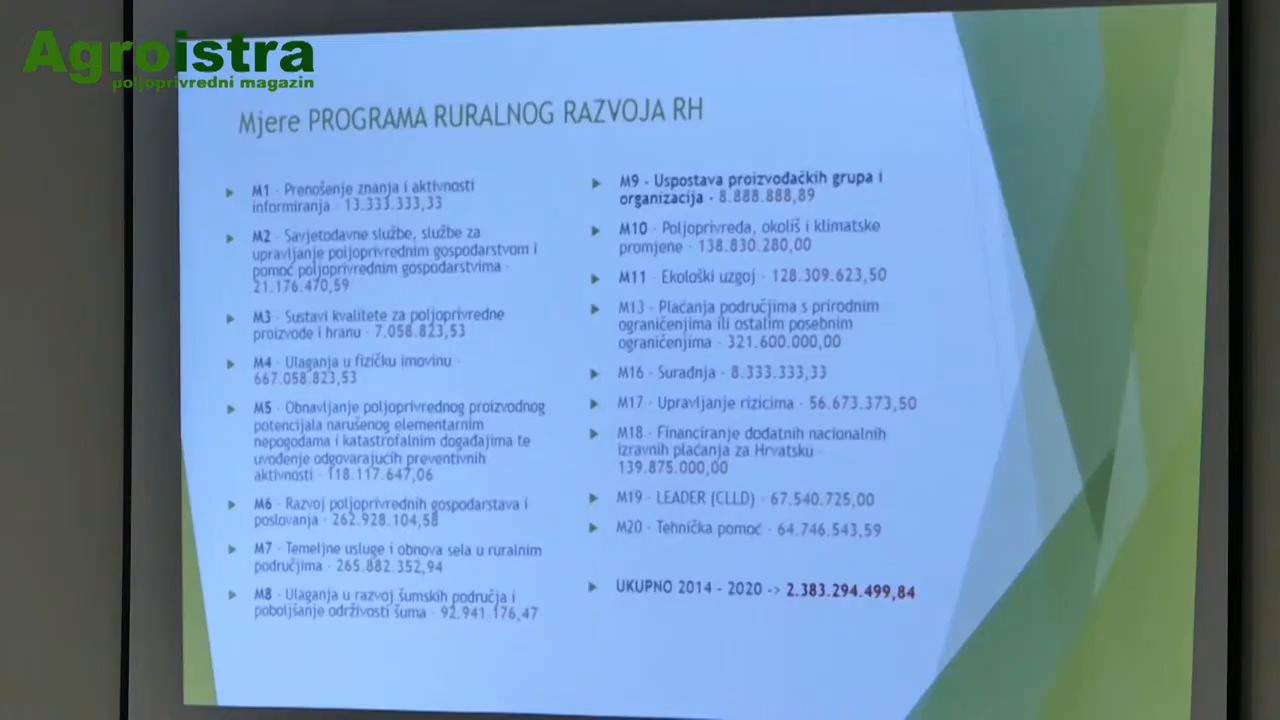 Agroistra
poljoprivredni magazin
Mjere PROGRAMA RURALNOG RAZVOJA RH
M1 - Prenošenje znanja i aktivnosti
informiranja - 13.333.333,33
M2 - Savjetodavne službe, službe za
upravljanje poljoprivrednim gospodarstvom i
pomoć poljoprivrednim gospodarstvima -
21.176.470,59
M3 - Sustavi kvalitete za poljoprivredne
proizvode i hranu - 7.058.823,53
M4 - Ulaganja u fizičku imovinu -
667.058.823,53
M5 - Obnavljanje poljoprivrednog proizvodnog
potencijala narušenog elementarnim
nepogodama i katastrofalnim događajima te
uvođenje odgovarajućih preventivnih
aktivnosti - 118.117.647,06
M6 - Razvoj poljoprivrednih gospodarstava i
poslovanja - 262.928.104,58
M7 - Temeljne usluge i obnova sela u ruralnim
područjima - 265.882.352,94
M8 - Ulaganja u razvoj šumskih područja i
poboljšanje održivosti šuma - 92.941.176,47
M9 - Uspostava proizvođačkih grupa i
organizacija - 8.888.888,89
M10 - Poljoprivreda, okoliš i klimatske
promjene - 138.830.280,00
M11 - Ekološki uzgoj - 128.309.623,50
M13 - Plaćanja područjima s prirodnim
ograničenjima ili ostalim posebnim
ograničenjima - 321.600.000,00
M16 - Suradnja - 8.333.333,33
M17 - Upravljanje rizicima - 56.673.373,50
M18 - Financiranje dodatnih nacionalnih
izravnih plaćanja za Hrvatsku -
139.875.000,00
M19 - LEADER (CLLD) - 67.540.725,00
M20 - Tehnička pomoć - 64.746.543,59
UKUPNO 2014 - 2020 -> 2.383.294.499,84